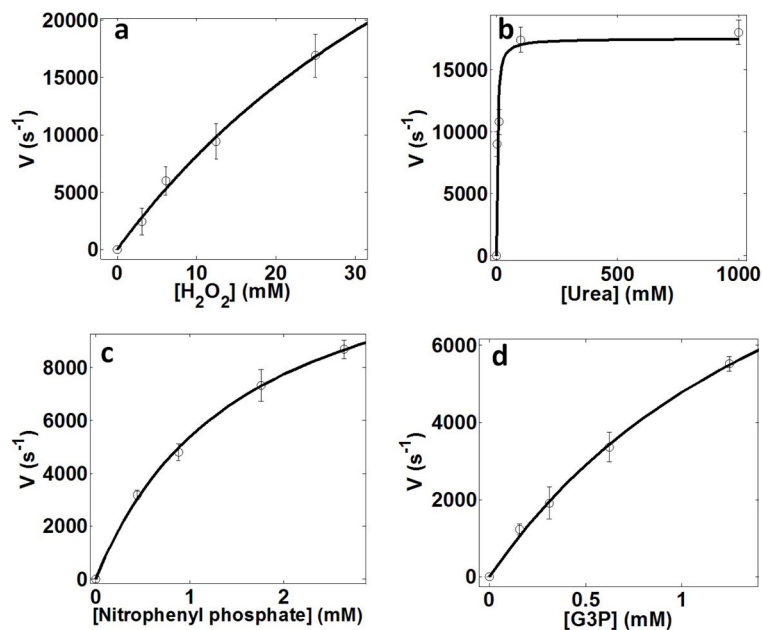 a
20000
15000
10000
5000
0
V (s⁻¹)
0 10 20 30
[H₂O₂] (mM)
b
15000
10000
5000
0
V (s⁻¹)
0 500 1000
[Urea] (mM)
c
8000
6000
4000
2000
0
V (s⁻¹)
0 1 2
[Nitrophenyl phosphate] (mM)
d
6000
4000
2000
0
V (s⁻¹)
0 0.5 1
[G3P] (mM)